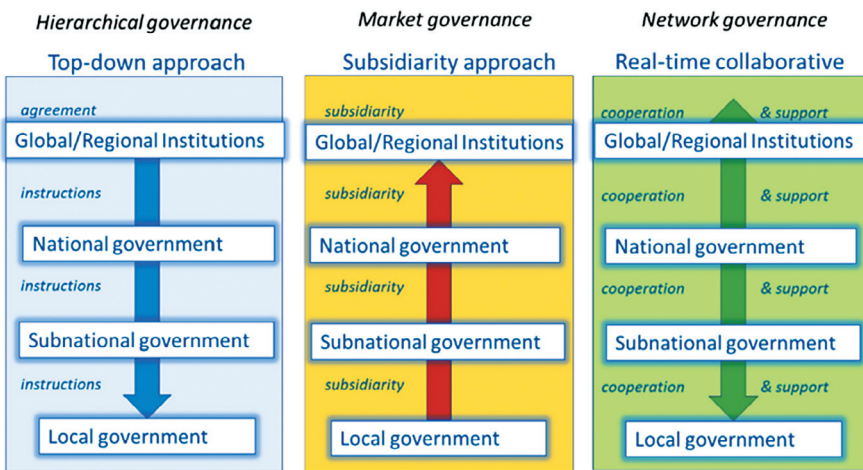 Hierarchical governance
Top-down approach
agreement
Global/Regional Institutions
instructions
National government
instructions
Subnational government
instructions
Local government
Market governance
Subsidiarity approach
subsidiarity
Global/Regional Institutions
subsidiarity
National government
subsidiarity
Subnational government
subsidiarity
Local government
Network governance
Real-time collaborative
cooperation & support
Global/Regional Institutions
cooperation & support
National government
cooperation & support
Subnational government
cooperation & support
Local government